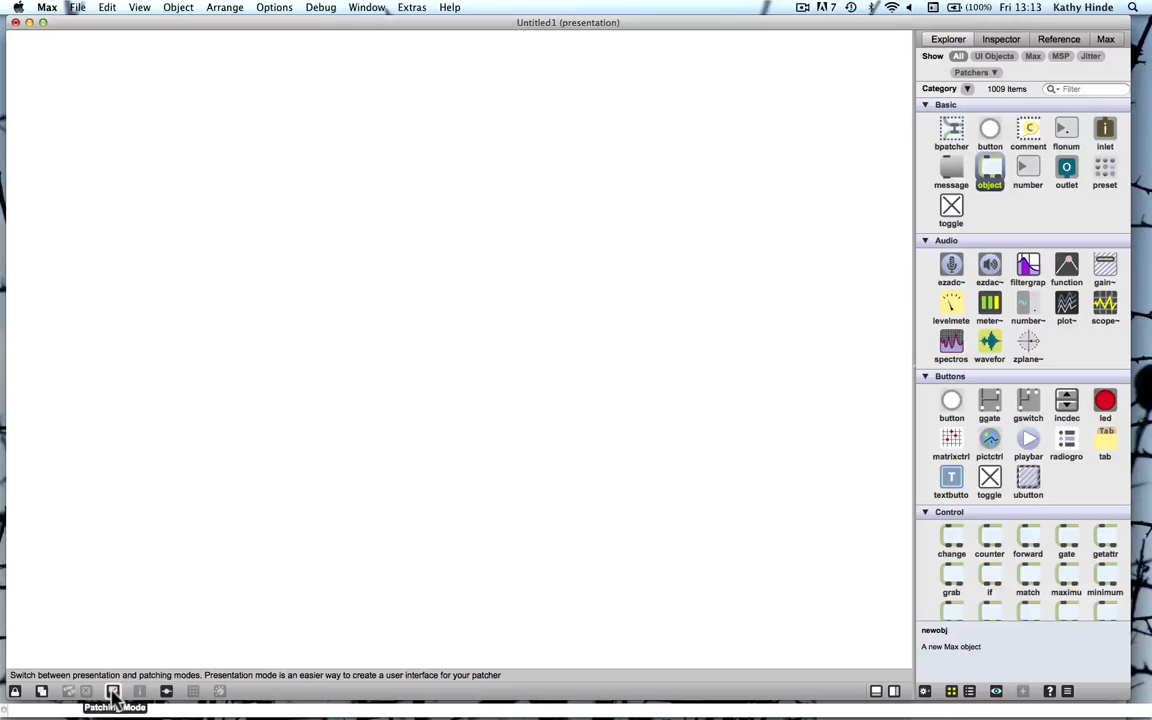 Max File Edit View Object Arrange Options Debug Window Extras Help 7 (100%) Fri 13:13 Kathy Hinde
Untitled1 (presentation)
Explorer Inspector Reference Max
Show All UI Objects Max MSP Jitter
Patchers ▼
Category ▼ 1009 Items Filter
Basic
bpatcher button comment flonum inlet
message object number outlet preset
toggle
Audio
ezadc~ ezdac~ filtergrap function gain~
levelmete meter~ number~ plot~ scope~
spectros wavefor zplane~
Buttons
button ggate gswitch incdec led
matrixctrl pictctrl playbar radiogro tab
textbutto toggle ubutton
Control
change counter forward gate getattr
grab if match maximu minimum
newobj
A new Max object
Switch between presentation and patching modes. Presentation mode is an easier way to create a user interface for your patcher